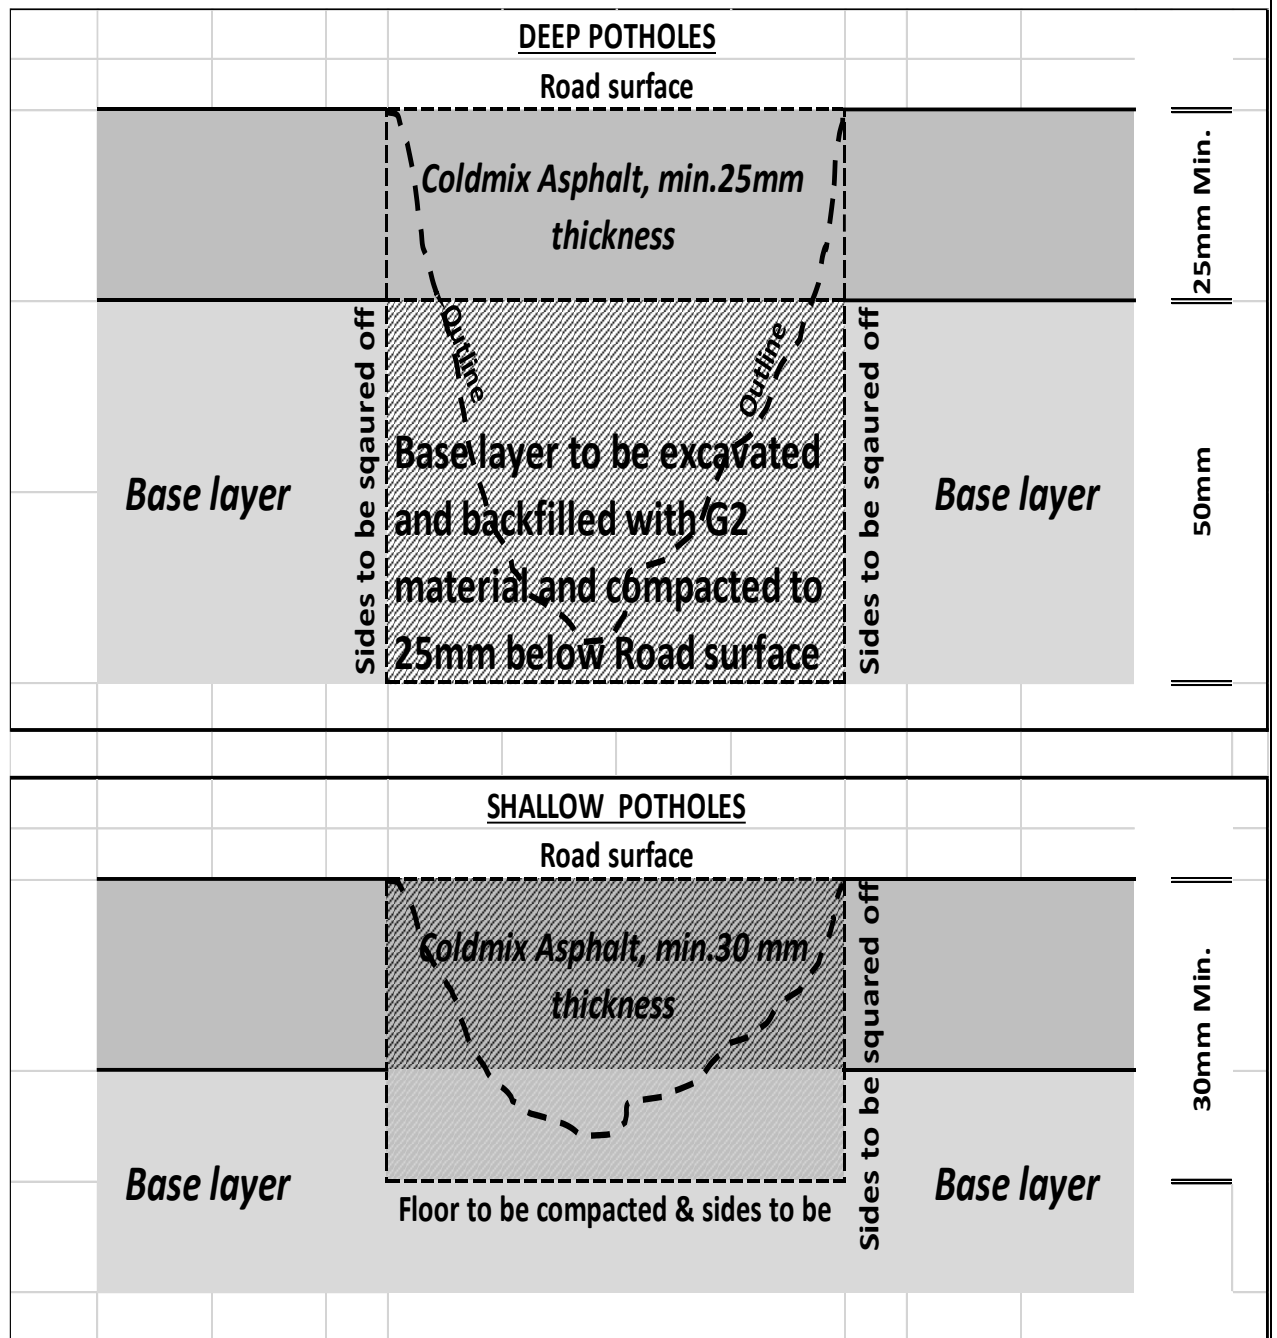 DEEP POTHOLES
Road surface
Coldmix Asphalt, min.25mm
thickness
25mm Min.
Outline
Outline
Sides to be sqaured off
Sides to be sqaured off
Base layer
Base layer to be excavated
and backfilled with G2
material and compacted to
25mm below Road surface
Base layer
50mm
SHALLOW POTHOLES
Road surface
Coldmix Asphalt, min.30 mm
thickness
Sides to be squared off
30mm Min.
Base layer
Base layer
Floor to be compacted & sides to be